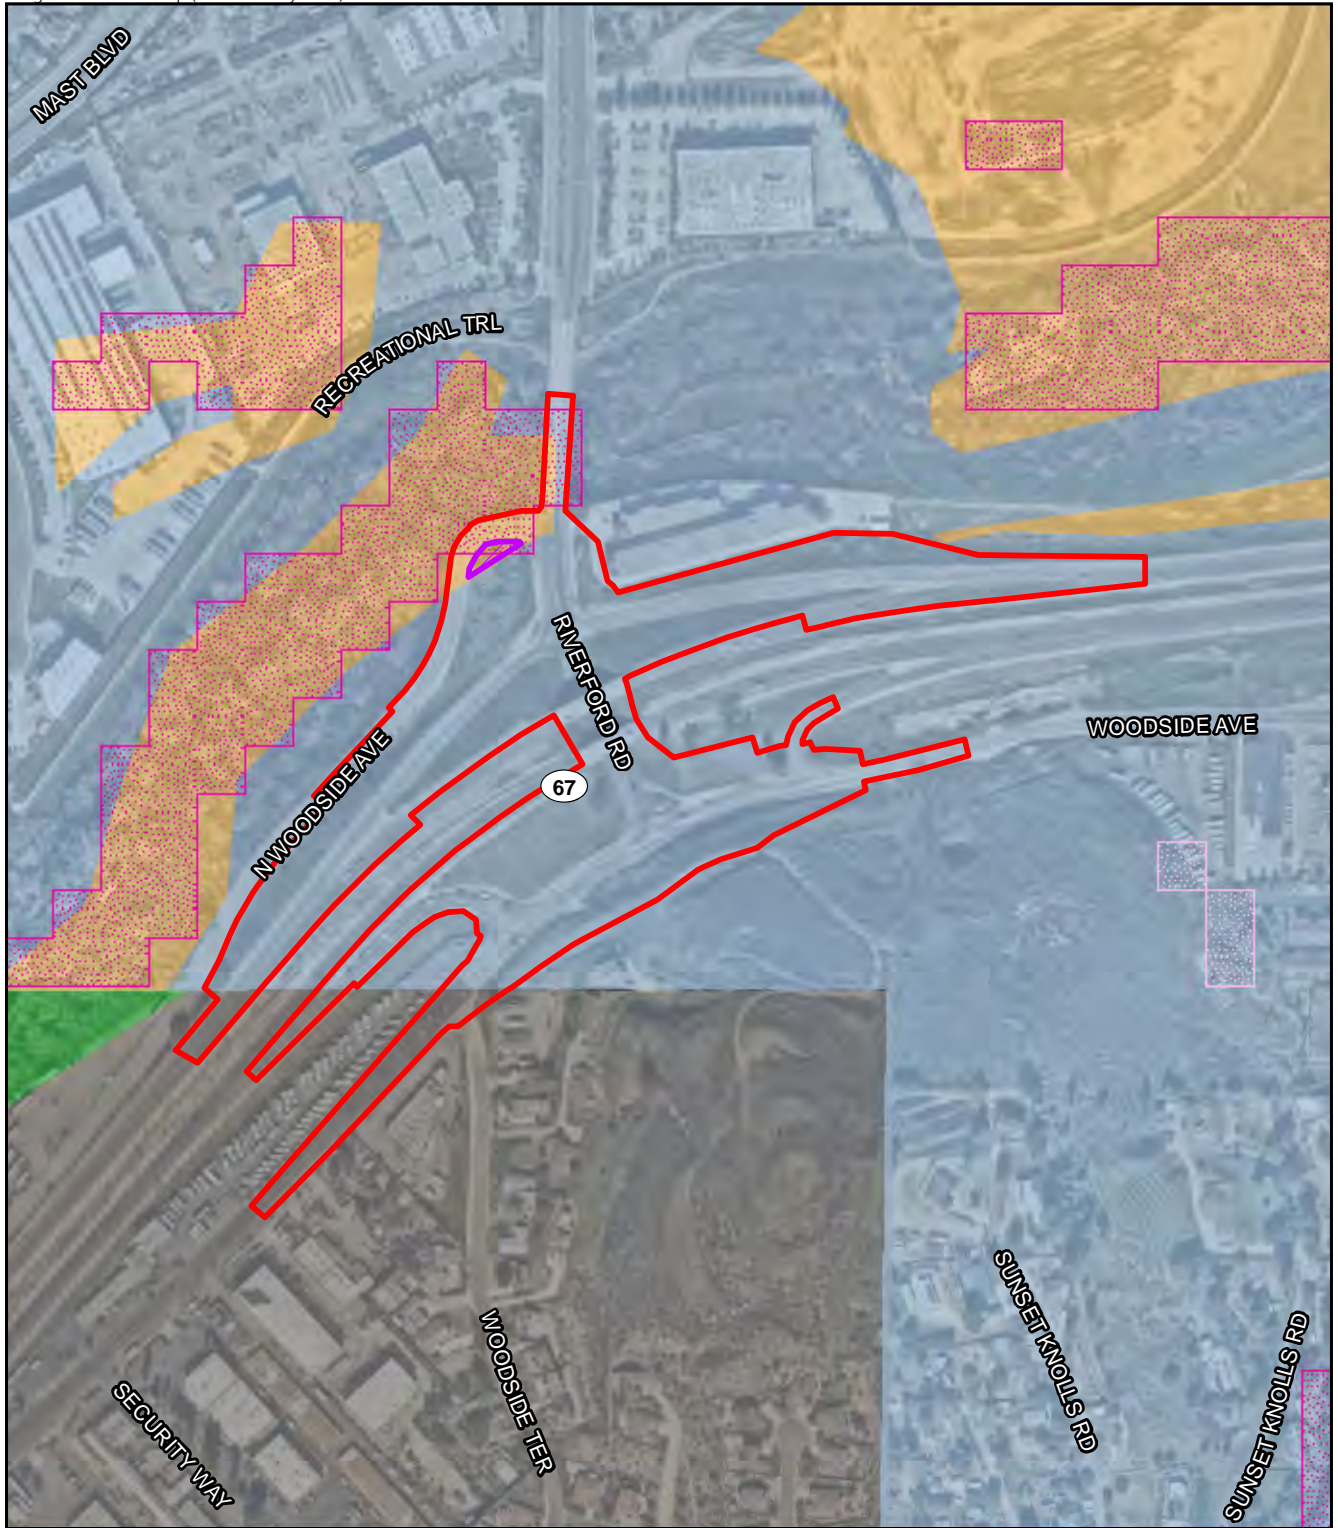 MAST BLVD
RECREATIONAL TRL
RIVERFORD RD
WOODSIDE AVE
N WOODSIDE AVE
67
WOODSIDE TER
SECURITY WAY
SUNSET KNOLLS RD
SUNSET KNOLLS RD